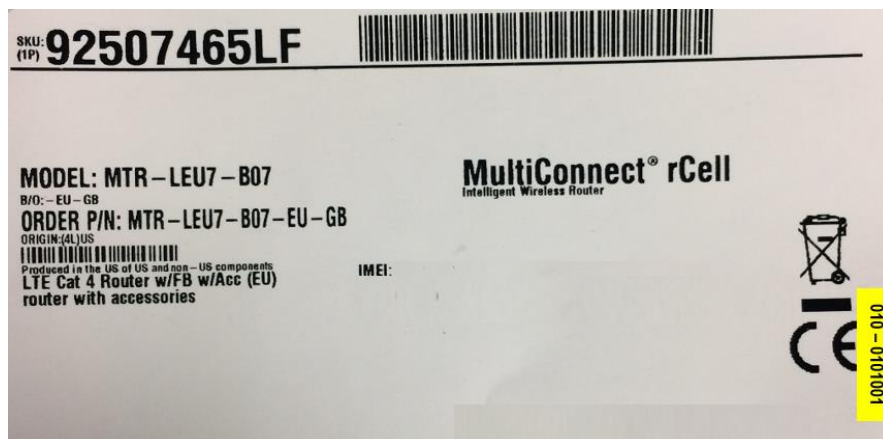 SKU: 92507465LF
(1P)
MODEL: MTR-LEU7-B07
B/O:-EU-GB
ORDER P/N: MTR-LEU7-B07-EU-GB
ORIGIN:(4L)US
Produced in the US of US and non-US components
LTE Cat 4 Router w/FB w/Acc (EU)
router with accessories
MultiConnect® rCell
Intelligent Wireless Router
IMEI:
CE
010 - 0101001